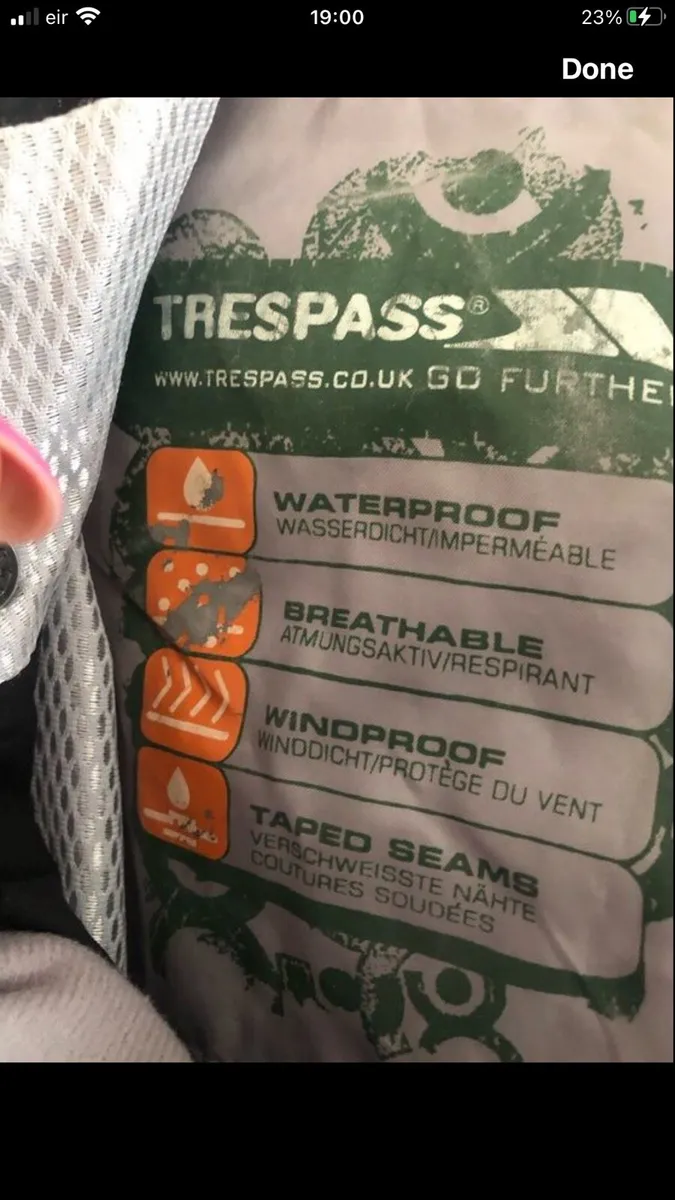 eir 19:00 23%
Done
TRESPASS®
WWW.TRESPASS.CO.UK GO FURTHE
WATERPROOF
WASSERDICHT/IMPERMÉABLE
BREATHABLE
ATMUNGSAKTIV/RESPIRANT
WINDPROOF
WINDDICHT/PROTÈGE DU VENT
TAPED SEAMS
VERSCHWEISSTE NÄHTE
COUTURES SOUDÉES